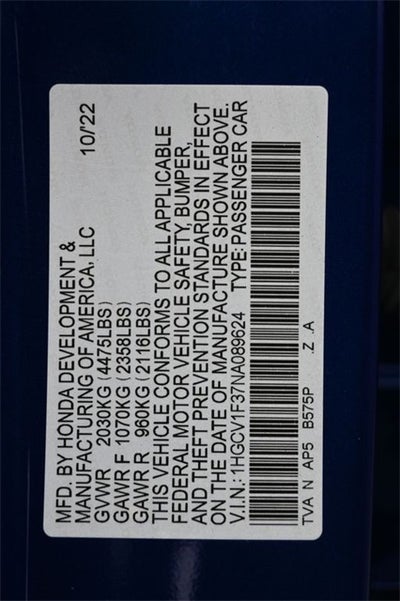 MFD. BY HONDA DEVELOPMENT &
MANUFACTURING OF AMERICA, LLC 10/'22
GVWR 2030KG (4475LBS)
GAWR F 1070KG (2358LBS)
GAWR R 960KG (2116LBS)
THIS VEHICLE CONFORMS TO ALL APPLICABLE
FEDERAL MOTOR VEHICLE SAFETY, BUMPER,
AND THEFT PREVENTION STANDARDS IN EFFECT
ON THE DATE OF MANUFACTURE SHOWN ABOVE.
V.I.N.: 1HGCV1F37NA089624 TYPE: PASSENGER CAR
TVA N AP5 B575P .Z .A